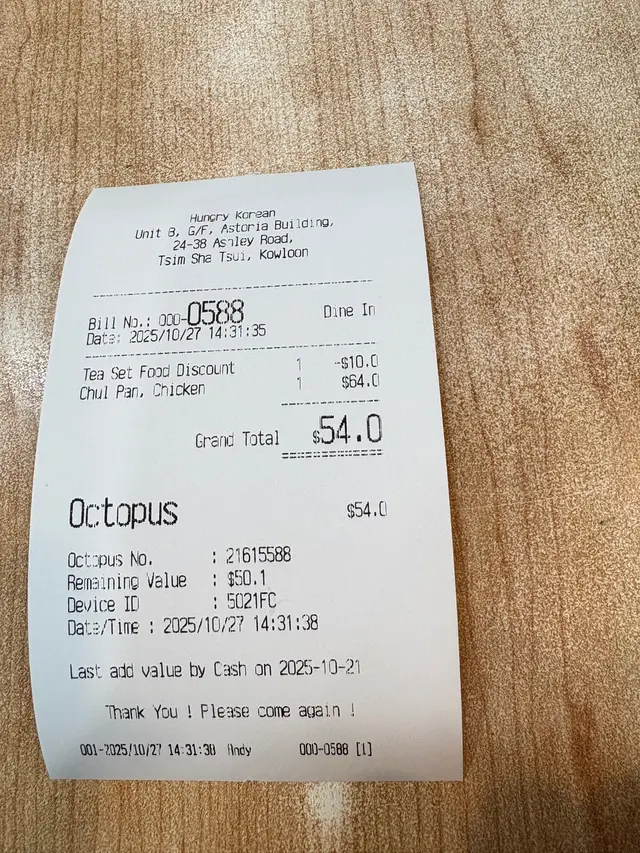 Hungry Korean
Unit B, G/F, Astoria Building,
24-38 Ashley Road,
Tsim Sha Tsui, Kowloon
Bill No.: 000-0588 Dine In
Date: 2025/10/27 14:31:35
Tea Set Food Discount 1 -$10.0
Chul Pan, Chicken 1 $64.0
Grand Total $54.0
Octopus $54.0
Octopus No. : 21615588
Remaining Value : $50.1
Device ID : 5021FC
Date/Time : 2025/10/27 14:31:38
Last add value by Cash on 2025-10-21
Thank You ! Please come again !
001-2025/10/27 14:31:38 Andy 000-0588 [1]